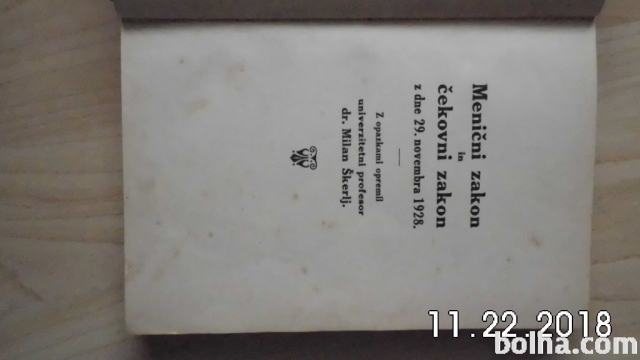 Menični zakon
in
čekovni zakon
z dne 29. novembra 1928.
Z opazkami opremil
univerzitetni profesor
dr. Milan Škerlj.
11.22.2018
bolha.com